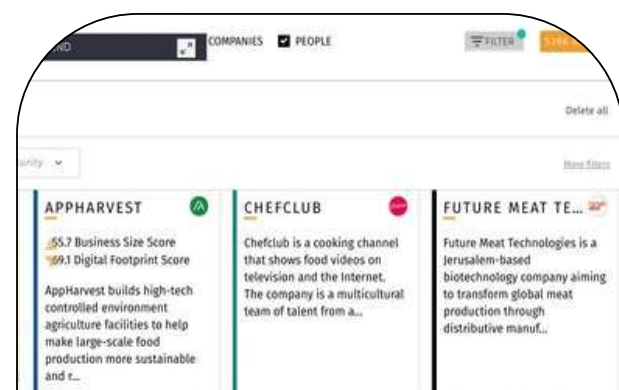 ND
COMPANIES PEOPLE
FILTER
Delete all
More filters
APPHARVEST
55.7 Business Size Score
69.1 Digital Footprint Score
AppHarvest builds high-tech
controlled environment
agriculture facilities to help
make large-scale food
production more sustainable
and r...
CHEFCLUB
Chefclub is a cooking channel
that shows food videos on
television and the Internet.
The company is a multicultural
team of talent from a...
FUTURE MEAT TE...
Future Meat Technologies is a
Jerusalem-based
biotechnology company aiming
to transform global meat
production through
distributive manuf...